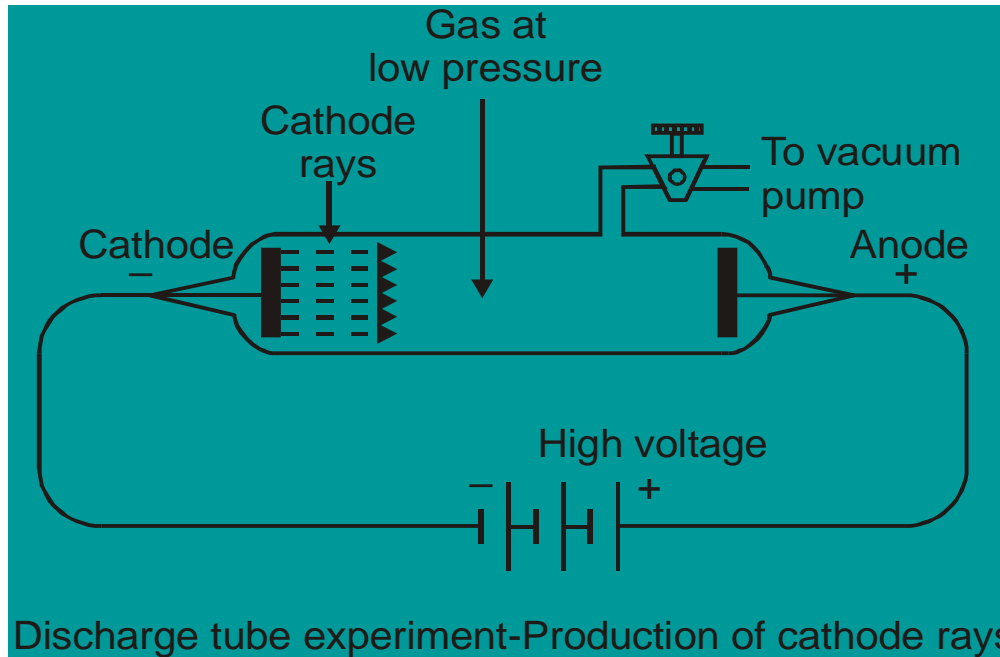 Gas at
low pressure
Cathode
rays
To vacuum
pump
Cathode
–
Anode
+
High voltage
–
+
Discharge tube experiment-Production of cathode rays